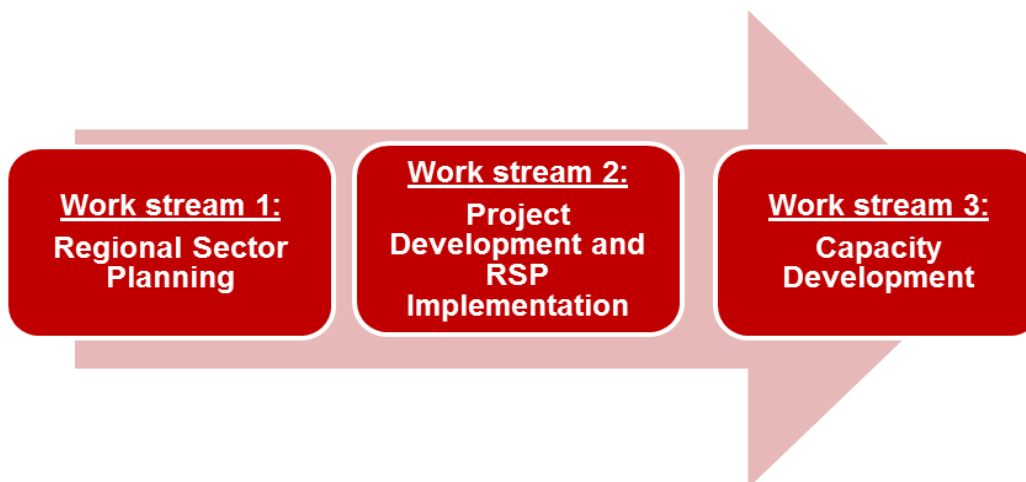 Work stream 1:
Regional Sector
Planning
Work stream 2:
Project
Development and
RSP
Implementation
Work stream 3:
Capacity
Development